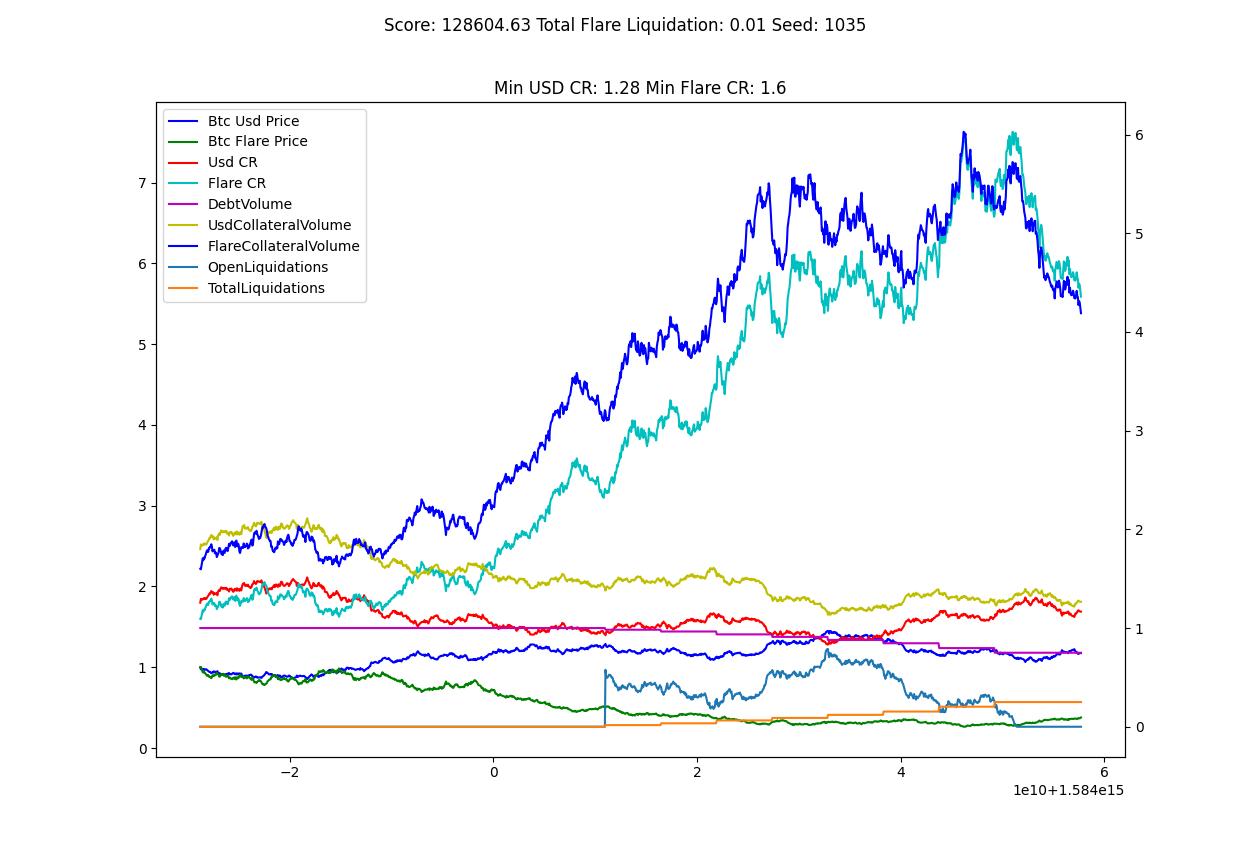 Score: 128604.63 Total Flare Liquidation: 0.01 Seed: 1035
Min USD CR: 1.28 Min Flare CR: 1.6
Btc Usd Price
Btc Flare Price
Usd CR
Flare CR
DebtVolume
UsdCollateralVolume
FlareCollateralVolume
OpenLiquidations
TotalLiquidations
7
6
5
4
3
2
1
0
6
5
4
3
2
1
0
−2
0
2
4
6
1e10+1.584e15